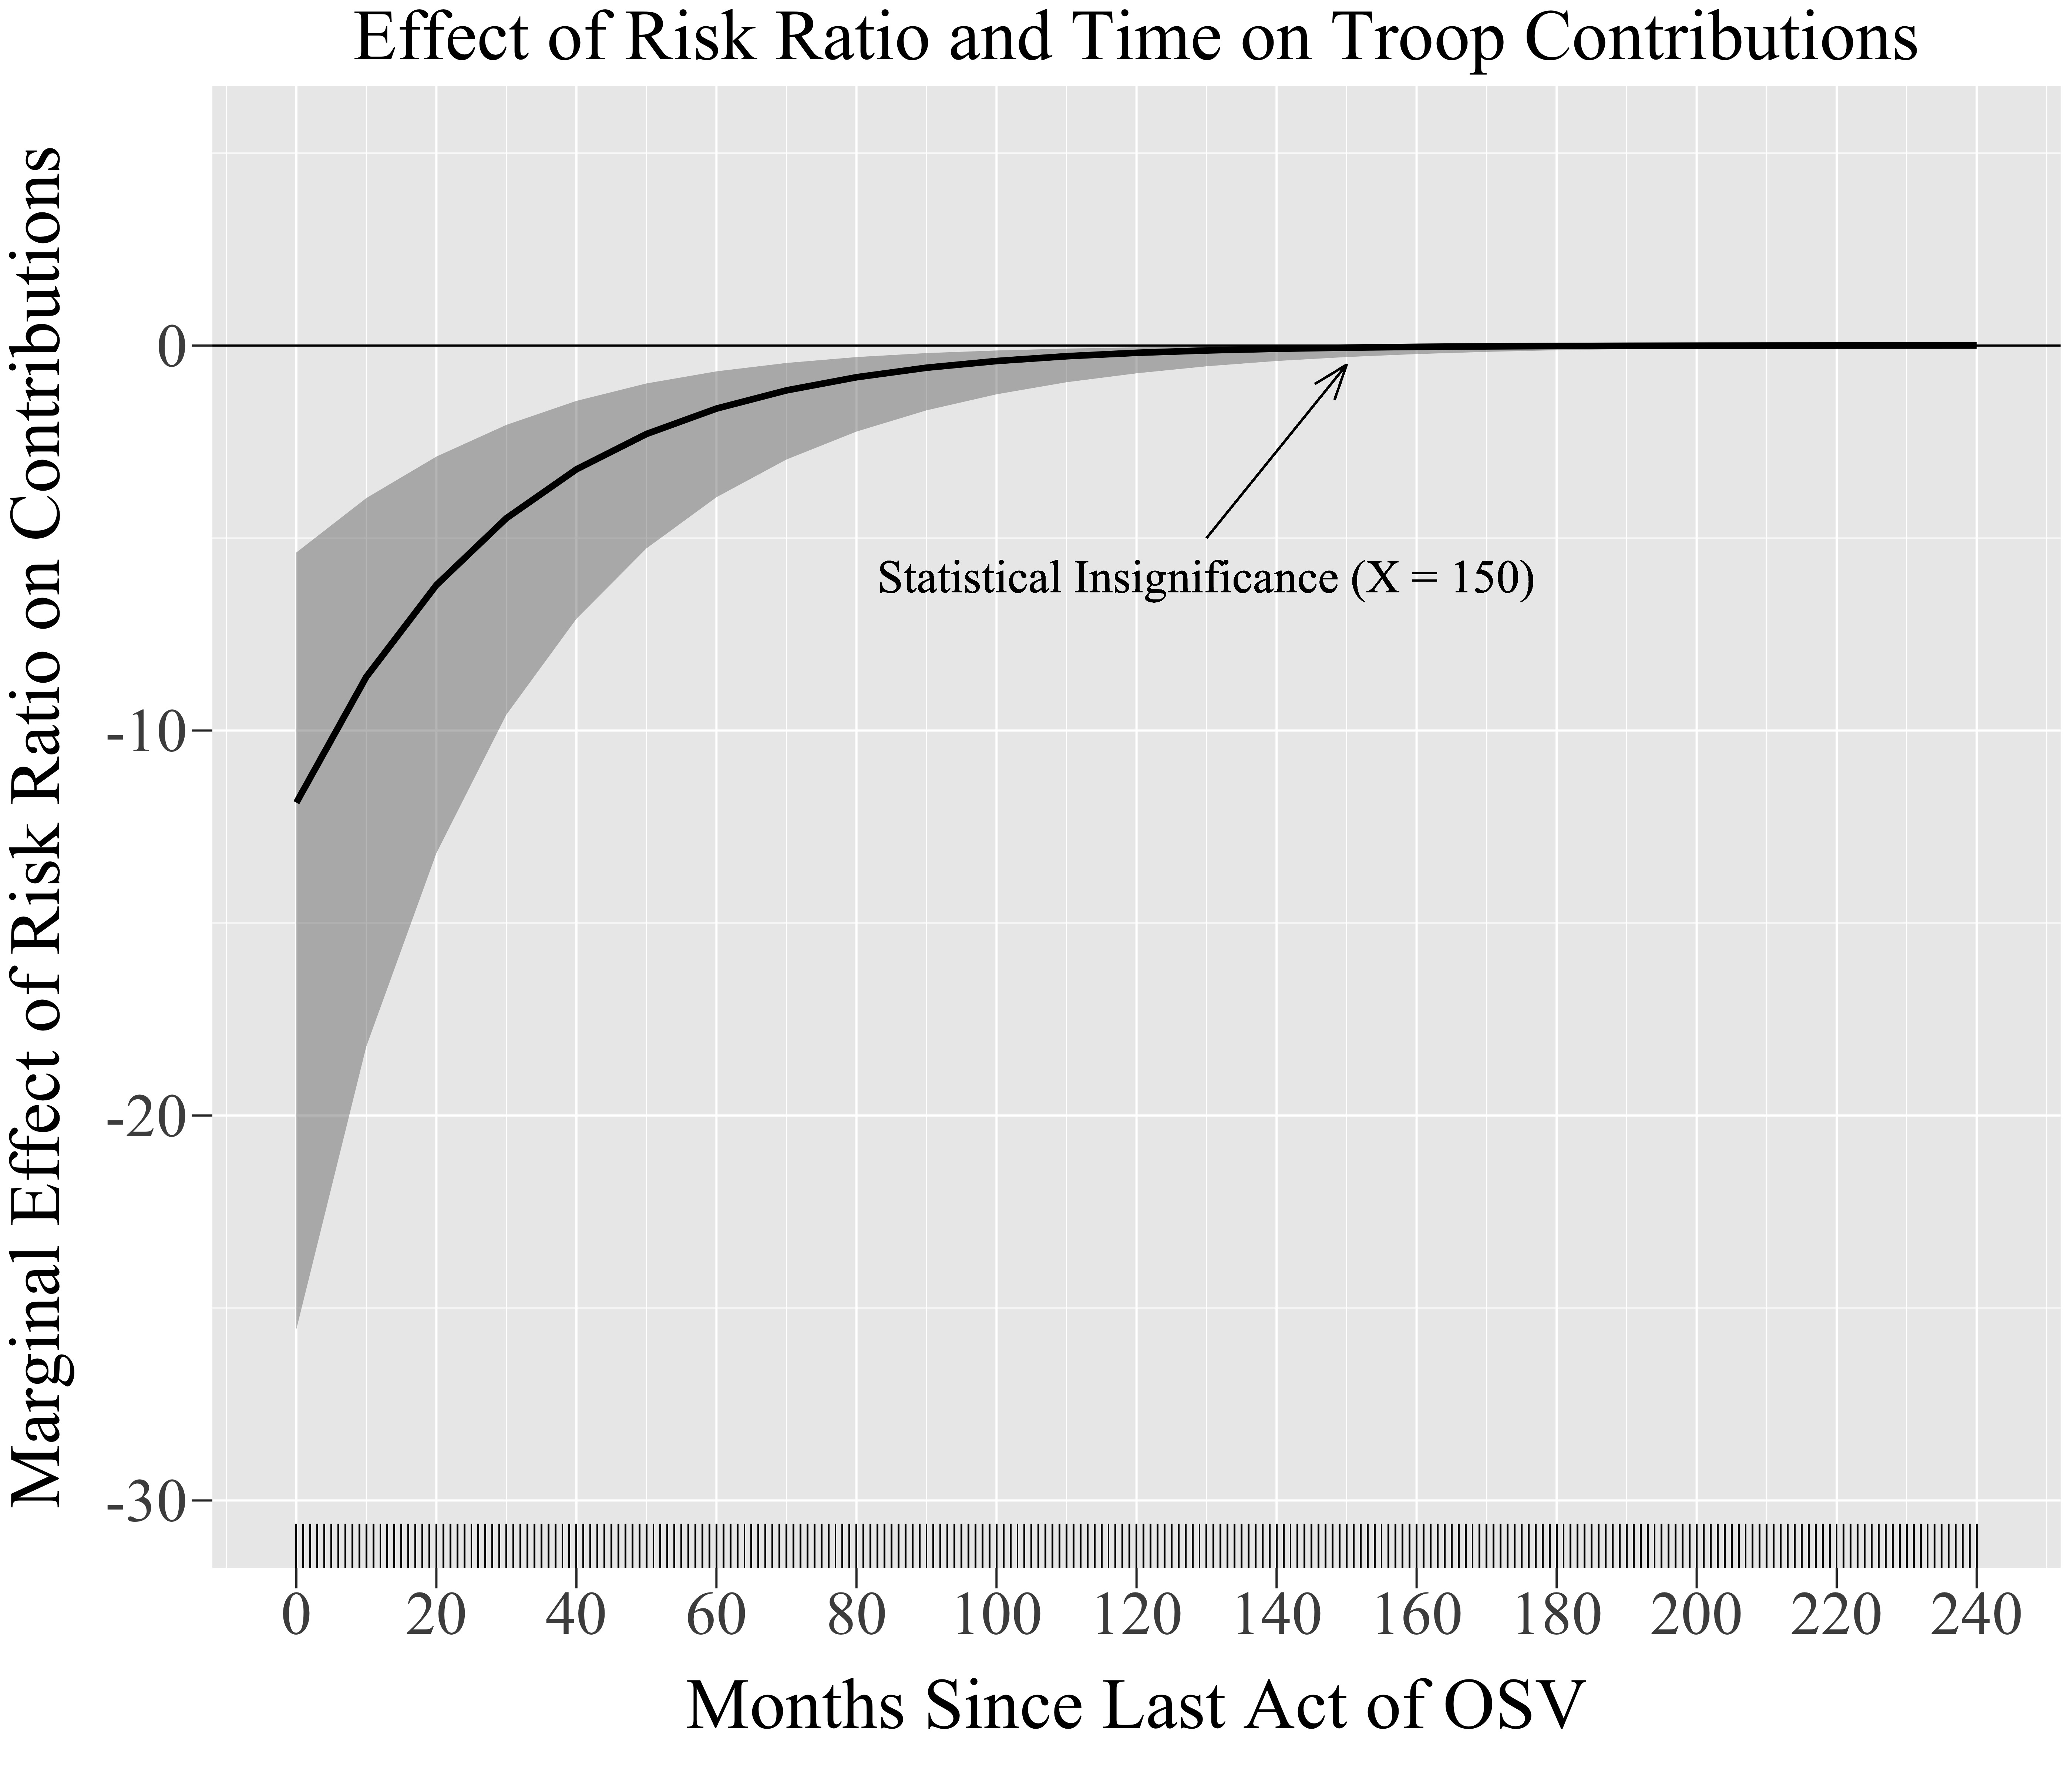 Effect of Risk Ratio and Time on Troop Contributions
Marginal Effect of Risk Ratio on Contributions
0
-10
-20
-30
Statistical Insignificance (X = 150)
0 20 40 60 80 100 120 140 160 180 200 220 240
Months Since Last Act of OSV